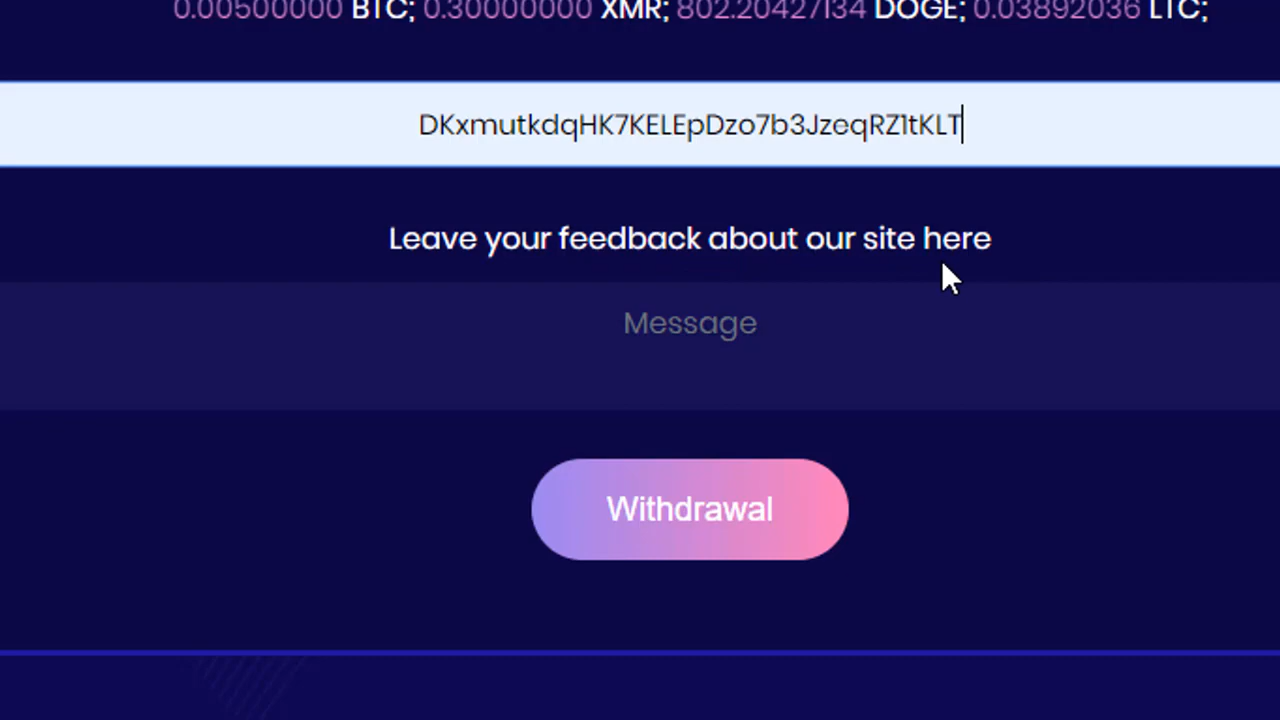 0.00500000 BTC; 0.30000000 XMR; 802.20427134 DOGE; 0.03892036 LTC;
DKxmutkdqHK7KELEpDzo7b3JzeqRZ1tKLT
Leave your feedback about our site here
Message
Withdrawal